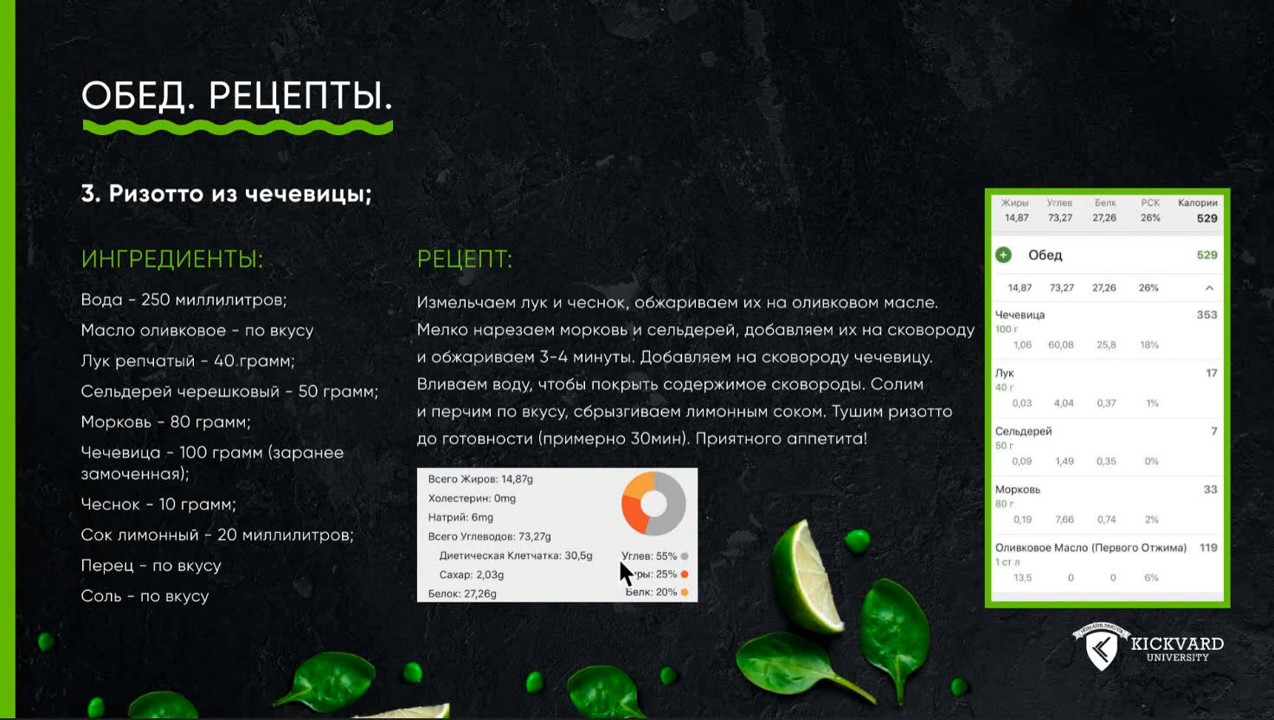 ОБЕД. РЕЦЕПТЫ.
3. Ризотто из чечевицы;
ИНГРЕДИЕНТЫ:
Вода - 250 миллилитров;
Масло оливковое - по вкусу
Лук репчатый - 40 грамм;
Сельдерей черешковый - 50 грамм;
Морковь - 80 грамм;
Чечевица - 100 грамм (заранее
замоченная);
Чеснок - 10 грамм;
Сок лимонный - 20 миллилитров;
Перец - по вкусу
Соль - по вкусу
РЕЦЕПТ:
Измельчаем лук и чеснок, обжариваем их на оливковом масле.
Мелко нарезаем морковь и сельдерей, добавляем их на сковороду
и обжариваем 3-4 минуты. Добавляем на сковороду чечевицу.
Вливаем воду, чтобы покрыть содержимое сковороды. Солим
и перчим по вкусу, сбрызгиваем лимонным соком. Тушим ризотто
до готовности (примерно 30мин). Приятного аппетита!
Всего Жиров: 14,87g
Холестерин: 0mg
Натрий: 6mg
Всего Углеводов: 73,27g
Диетическая Клетчатка: 30,5g
Сахар: 2,03g
Белок: 27,26g
Углев: 55%
ры: 25%
Белк: 20%
Жиры Углев Белк РСК Калории
14,87 73,27 27,26 26% 529
Обед 529
14,87 73,27 27,26 26%
Чечевица 353
100 г
1,06 60,08 25,8 18%
Лук 17
40 г
0,03 4,04 0,37 1%
Сельдерей 7
50 г
0,09 1,49 0,35 0%
Морковь 33
80 г
0,19 7,66 0,74 2%
Оливковое Масло (Первого Отжима) 119
1 ст л
13,5 0 0 6%
KICKVARD
UNIVERSITY